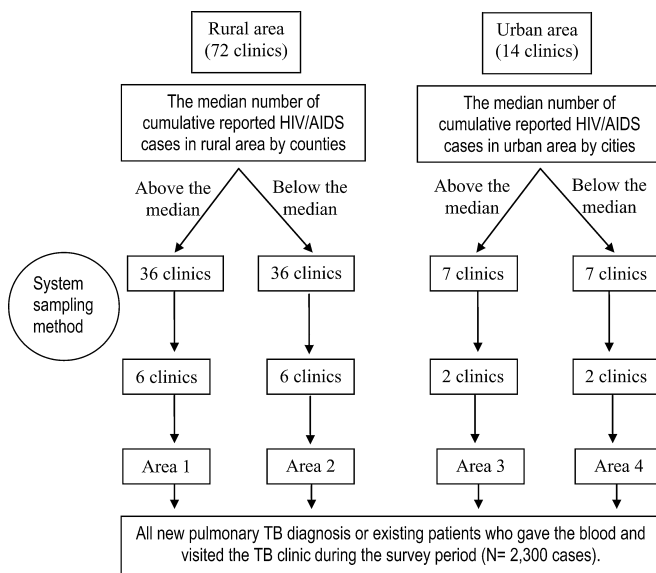 Rural area
(72 clinics)
Urban area
(14 clinics)
The median number of
cumulative reported HIV/AIDS
cases in rural area by counties
The median number of
cumulative reported HIV/AIDS
cases in urban area by cities
Above the
median
Below the
median
Above the
median
Below the
median
System
sampling
method
36 clinics
36 clinics
7 clinics
7 clinics
6 clinics
6 clinics
2 clinics
2 clinics
Area 1
Area 2
Area 3
Area 4
All new pulmonary TB diagnosis or existing patients who gave the blood and
visited the TB clinic during the survey period (N= 2,300 cases).